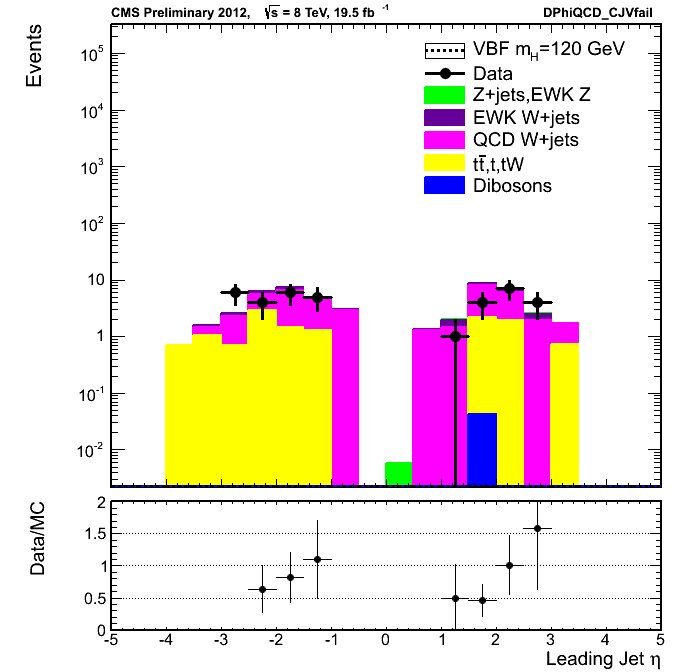 CMS Preliminary 2012, √s = 8 TeV, 19.5 fb⁻¹ DPhiQCD_CJVfail
Events
VBF m_H=120 GeV
Data
Z+jets,EWK Z
EWK W+jets
QCD W+jets
tt̅,t,tW
Dibosons
10⁵
10⁴
10³
10²
10
1
10⁻¹
10⁻²
Data/MC
2
1.5
1
0.5
0
-5 -4 -3 -2 -1 0 1 2 3 4 5
Leading Jet η